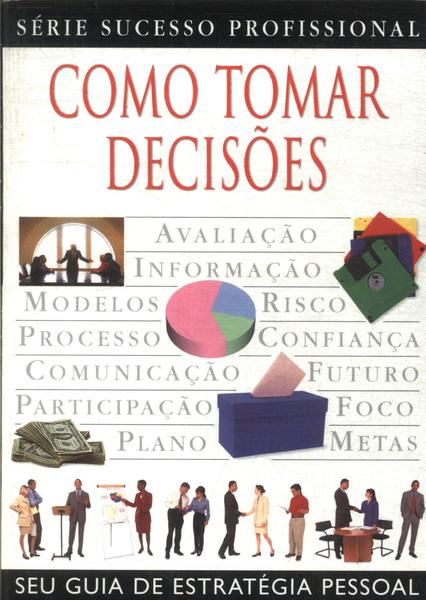 SÉRIE SUCESSO PROFISSIONAL
COMO TOMAR
DECISÕES
AVALIAÇÃO
INFORMAÇÃO
MODELOS RISCO
PROCESSO CONFIANÇA
COMUNICAÇÃO FUTURO
PARTICIPAÇÃO FOCO
PLANO METAS
SEU GUIA DE ESTRATÉGIA PESSOAL